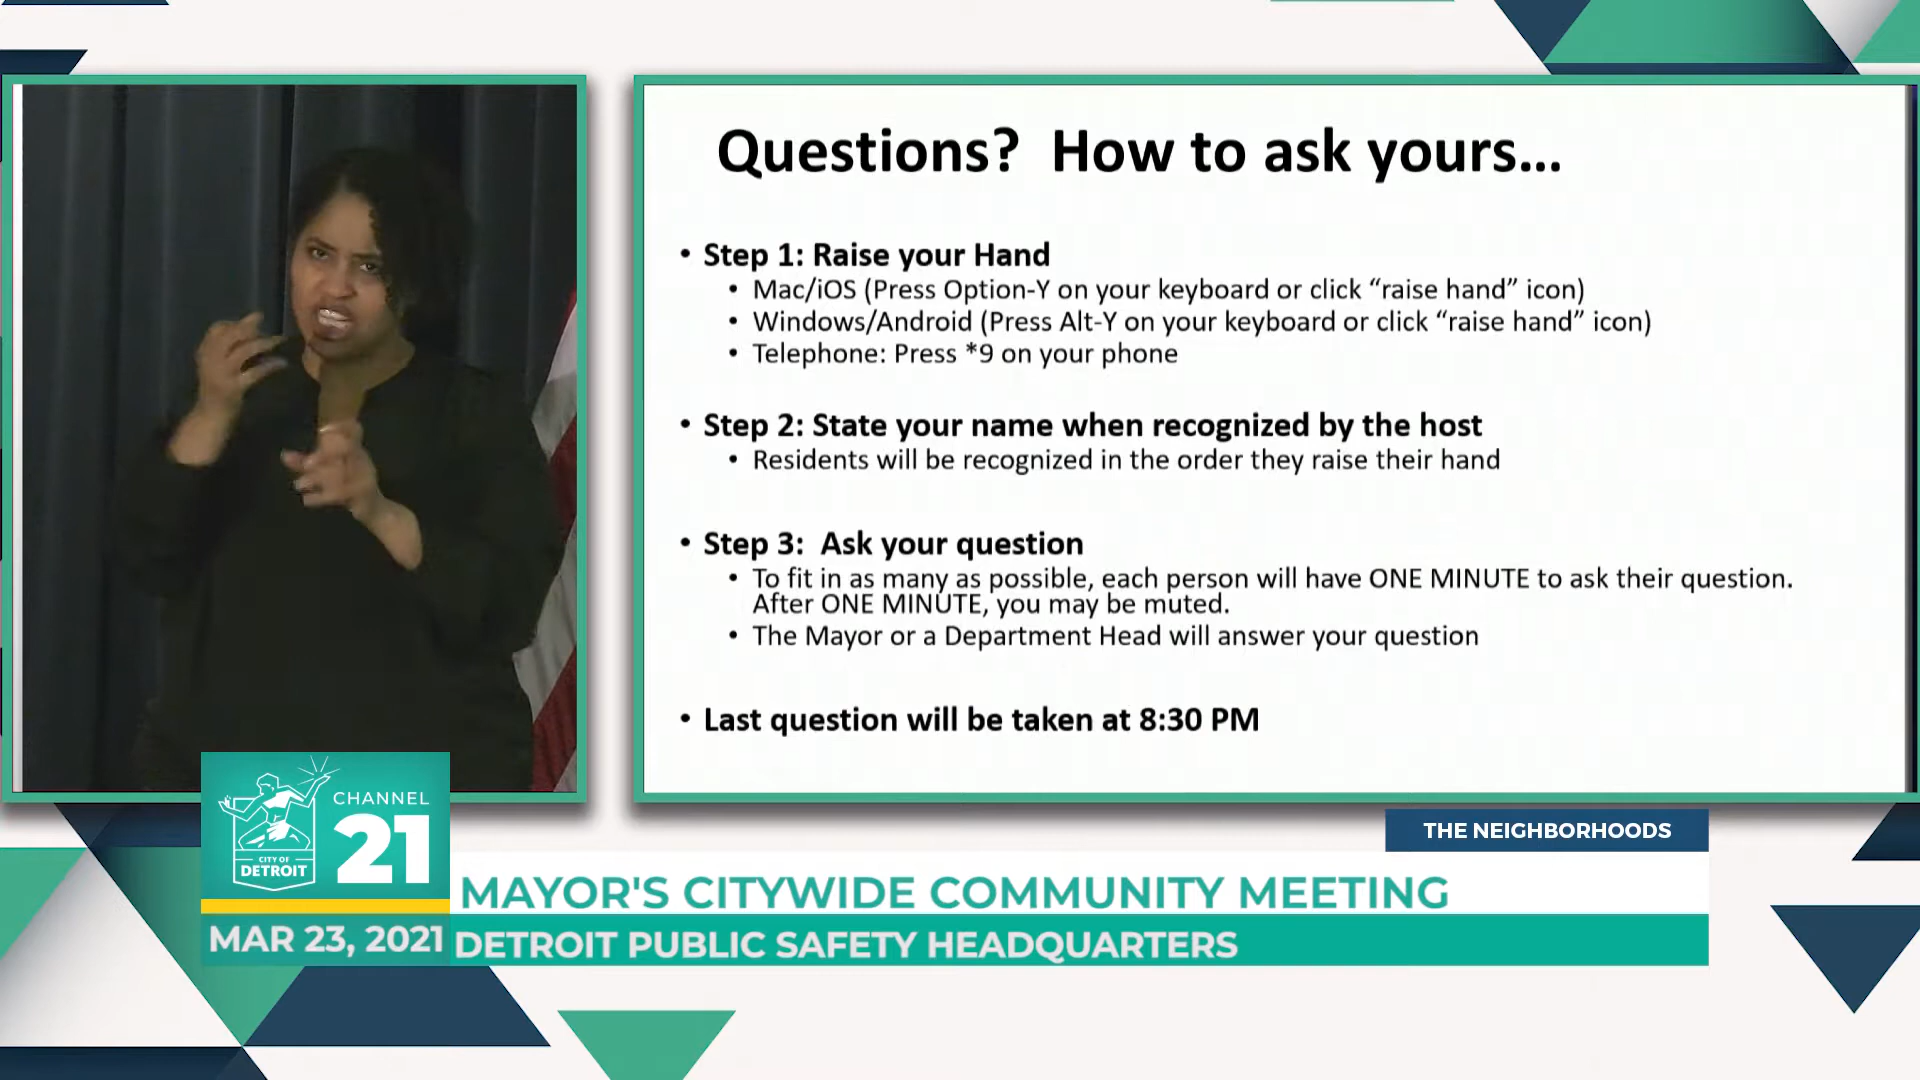 Questions?  How to ask yours...
• Step 1: Raise your Hand
• Mac/iOS (Press Option-Y on your keyboard or click “raise hand” icon)
• Windows/Android (Press Alt-Y on your keyboard or click “raise hand” icon)
• Telephone: Press *9 on your phone
• Step 2: State your name when recognized by the host
• Residents will be recognized in the order they raise their hand
• Step 3:  Ask your question
• To fit in as many as possible, each person will have ONE MINUTE to ask their question.
After ONE MINUTE, you may be muted.
• The Mayor or a Department Head will answer your question
• Last question will be taken at 8:30 PM
CHANNEL
21
CITY OF
DETROIT
THE NEIGHBORHOODS
MAYOR'S CITYWIDE COMMUNITY MEETING
MAR 23, 2021
DETROIT PUBLIC SAFETY HEADQUARTERS